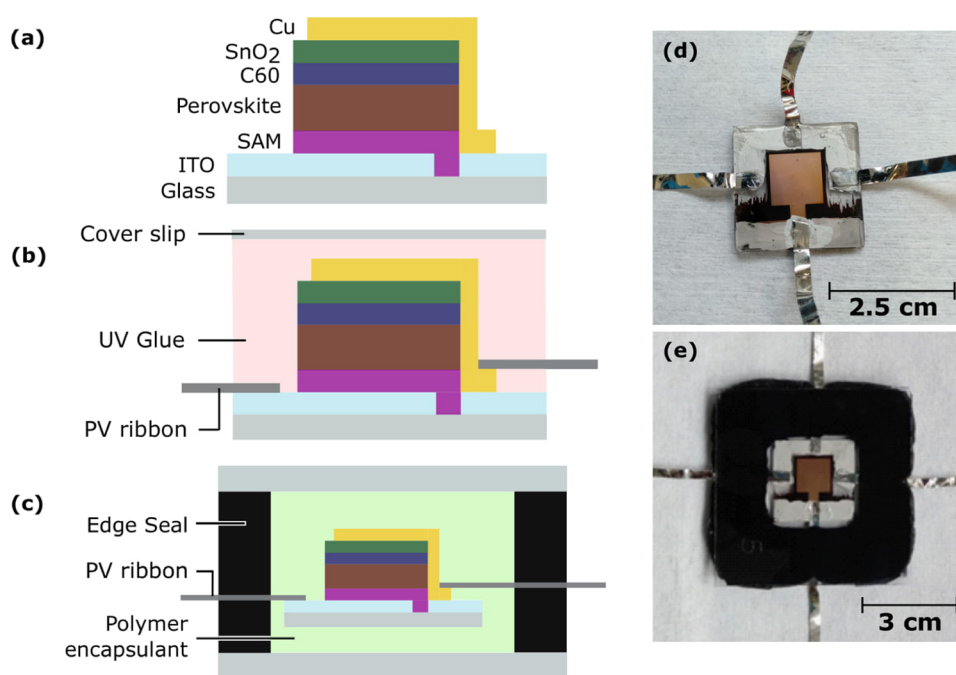 (a)
Cu
SnO2
C60
Perovskite
SAM
ITO
Glass
(b)
Cover slip
UV Glue
PV ribbon
(c)
Edge Seal
PV ribbon
Polymer
encapsulant
(d)
2.5 cm
(e)
5
3 cm